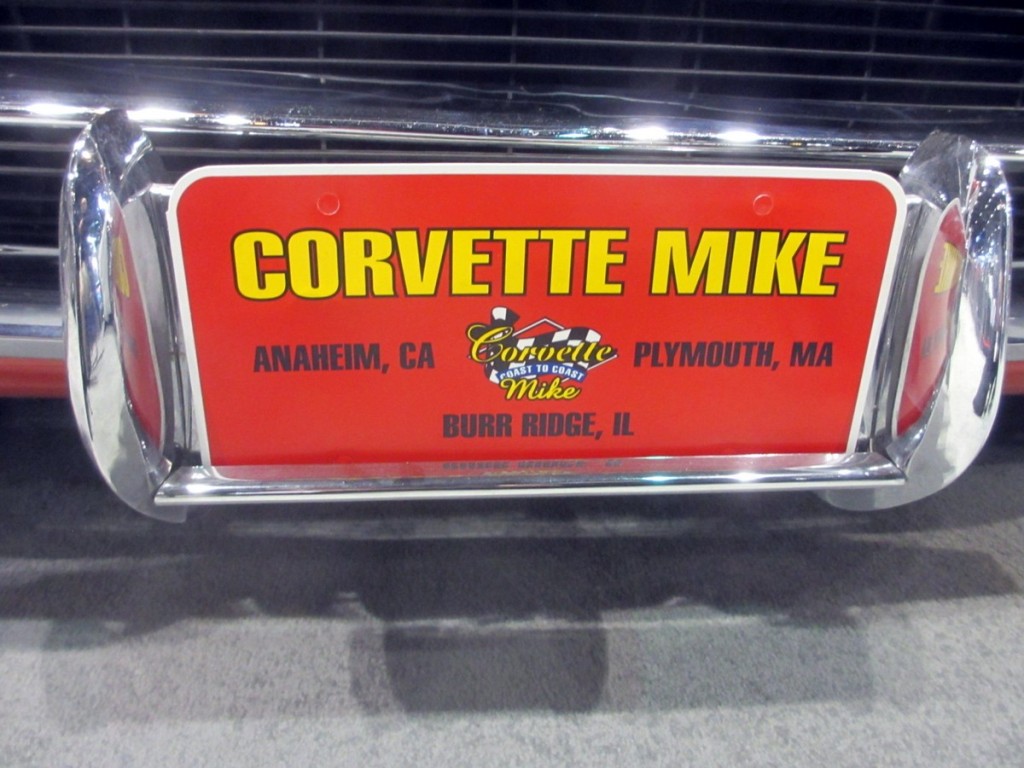 CORVETTE MIKE
ANAHEIM, CA
Corvette
COAST TO COAST
Mike
PLYMOUTH, MA
BURR RIDGE, IL